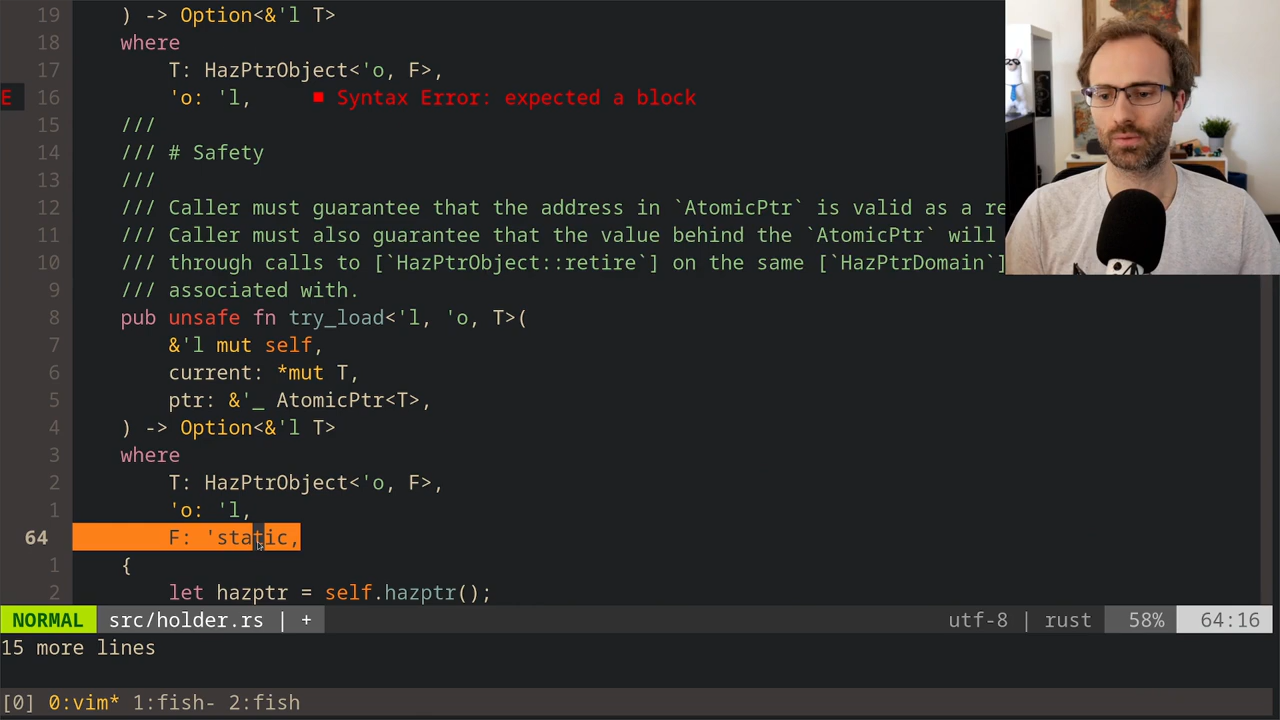 19 ) -> Option<&'l T>
18 where
17 T: HazPtrObject<'o, F>,
E 16 'o: 'l, ■ Syntax Error: expected a block
15 ///
14 /// # Safety
13 ///
12 /// Caller must guarantee that the address in `AtomicPtr` is valid as a re
11 /// Caller must also guarantee that the value behind the `AtomicPtr` will
10 /// through calls to [`HazPtrObject::retire`] on the same [`HazPtrDomain`]
9 /// associated with.
8 pub unsafe fn try_load<'l, 'o, T>(
7 &'l mut self,
6 current: *mut T,
5 ptr: &'_ AtomicPtr<T>,
4 ) -> Option<&'l T>
3 where
2 T: HazPtrObject<'o, F>,
1 'o: 'l,
64 F: 'static,
1 {
2 let hazptr = self.hazptr();
NORMAL src/holder.rs | + utf-8 | rust 58% 64:16
15 more lines
[0] 0:vim* 1:fish- 2:fish